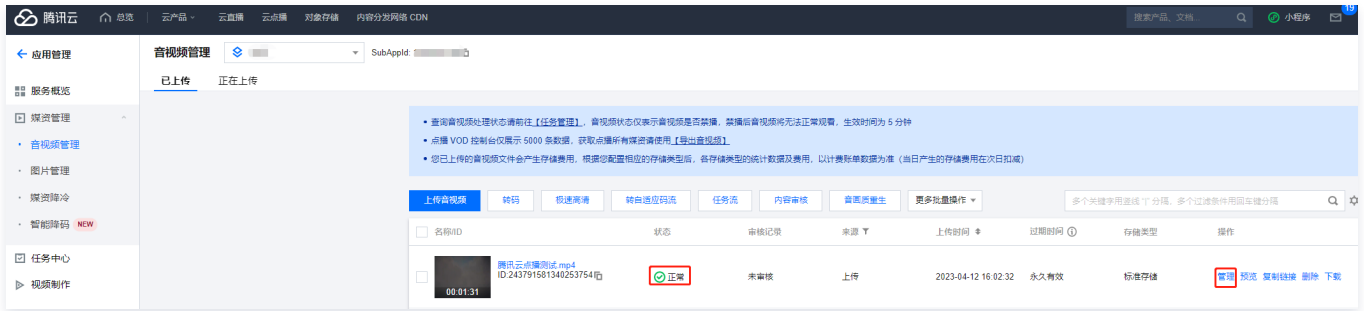 腾讯云 总览 云产品 云直播 云点播 对象存储 内容分发网络 CDN 搜索产品、文档... 小程序 19
应用管理 音视频管理 SubAppId:
已上传 正在上传
服务概览
媒资管理
音视频管理
图片管理
媒资降冷
智能降码 NEW
任务中心
视频制作
• 查询音视频处理状态请前往【任务管理】，音视频状态仅表示音视频是否禁播，禁播后音视频将无法正常观看，生效时间为 5 分钟
• 点播 VOD 控制台仅展示 5000 条数据，获取点播所有媒资请使用【导出音视频】
• 您已上传的音视频文件会产生存储费用，根据您配置相应的存储类型后，各存储类型的统计数据及费用，以计费账单数据为准（当日产生的存储费用在次日扣减）
上传音视频 转码 极速高清 转自适应码流 任务流 内容审核 音画质重生 更多批量操作 多个关键字用竖线 "|" 分隔，多个过滤条件用回车键分隔
名称/ID 状态 审核记录 来源 上传时间 过期时间 存储类型 操作
腾讯云点播测试.mp4
ID:243791581340253754 正常 未审核 上传 2023-04-12 16:02:32 永久有效 标准存储 管理 预览 复制链接 删除 下载
00:01:31